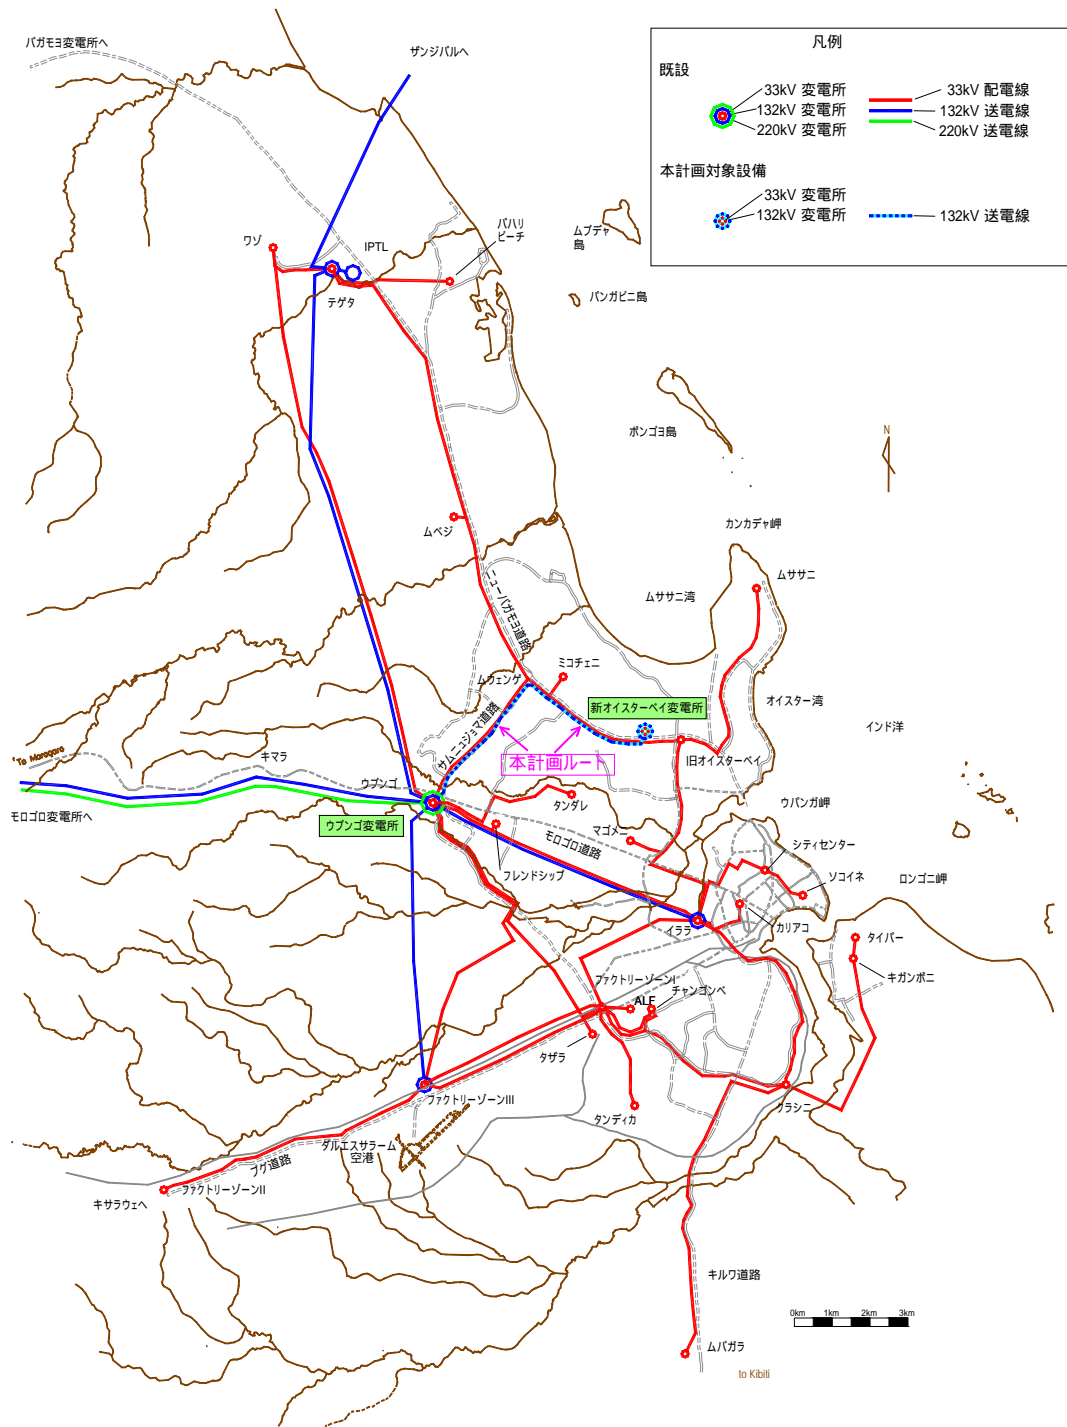 凡例
既設
33kV 変電所
132kV 変電所
220kV 変電所
33kV 配電線
132kV 送電線
220kV 送電線
本計画対象設備
33kV 変電所
132kV 変電所
132kV 送電線
バガモヨ変電所へ
ザンジバルへ
ワゾ
IPTL
バハリ
ビーチ
ムブデャ
島
テゲタ
パンガビニ島
ボンゴヨ島
N
ムベジ
カンカデャ岬
ムササニ
ムササニ湾
ニューバガモヨ道路
ミコチェニ
ムウェンゲ
オイスター湾
新オイスターベイ変電所
サムニュジョマ道路
インド洋
To Morogoro
キマラ
本計画ルート
旧オイスターベイ
ウブンゴ
タンダレ
ウパンガ岬
モロゴロ変電所へ
ウブンゴ変電所
モロゴロ道路
マゴメニ
シティセンター
フレンドシップ
ソコイネ
ロンゴニ岬
イララ
カリアコ
タイバー
キガンボニ
ファクトリーゾーンI
チャンゴンベ
ALF
タザラ
ファクトリーゾーンIII
タンディカ
クラシニ
ダルエスサラーム
空港
プグ道路
ファクトリーゾーンII
キサラウェへ
キルワ道路
0km 1km 2km 3km
ムバガラ
to Kibiti